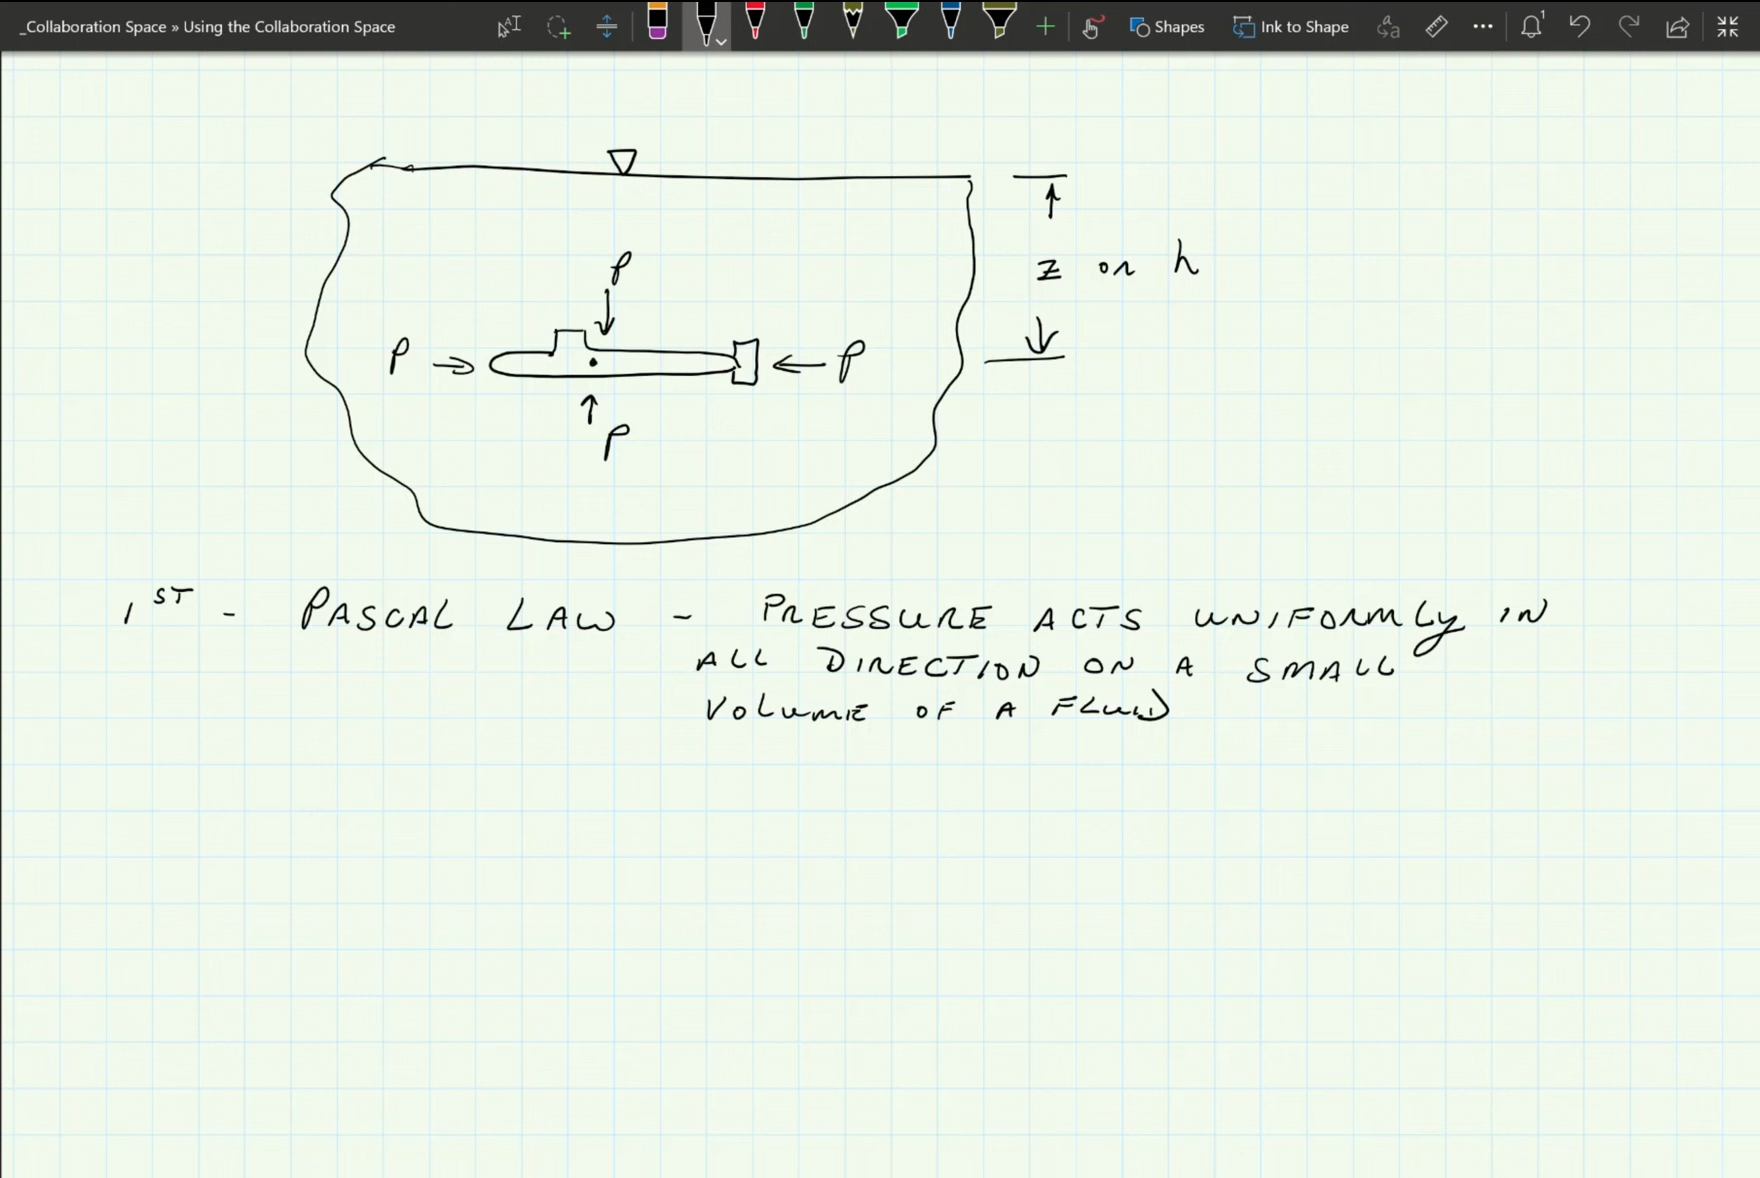 _Collaboration Space » Using the Collaboration Space
Shapes
Ink to Shape
1
P
z or h
P
P
P
1ST - PASCAL LAW - PRESSURE ACTS UNIFORMLY IN
ALL DIRECTION ON A SMALL
VOLUME OF A FLUID